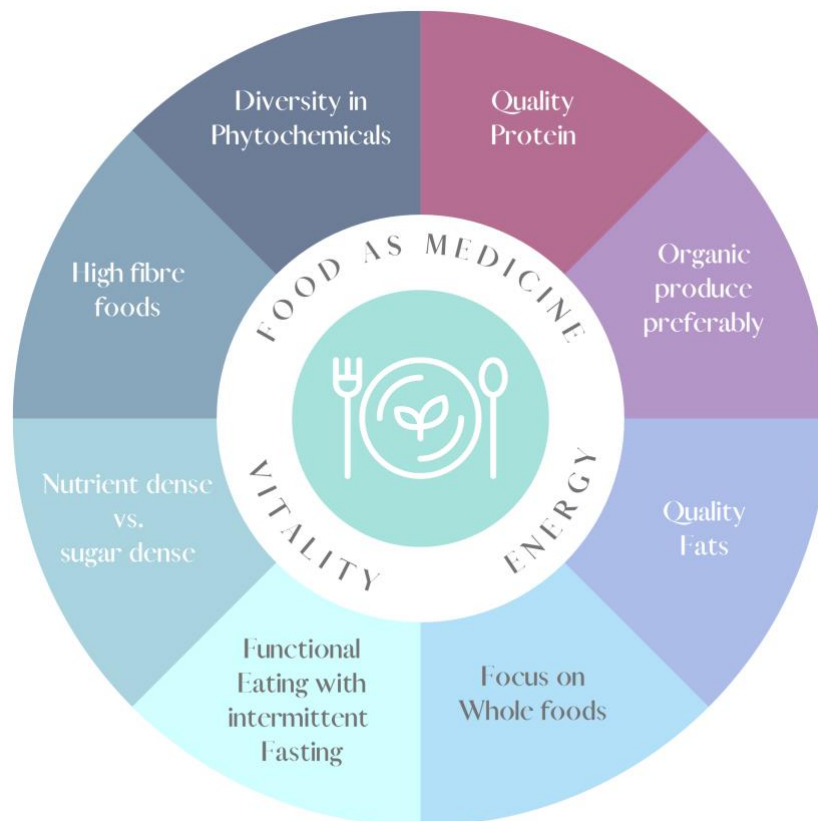 Diversity in
Phytochemicals
Quality
Protein
High fibre
foods
Organic
produce
preferably
FOOD AS MEDICINE
VITALITY
ENERGY
Nutrient dense
vs.
sugar dense
Quality
Fats
Functional
Eating with
intermittent
Fasting
Focus on
Whole foods